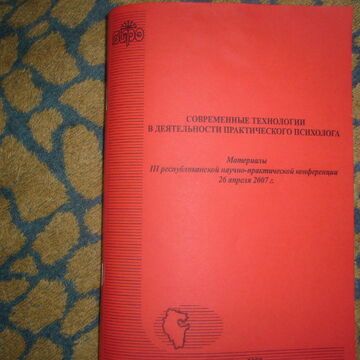 СОВРЕМЕННЫЕ ТЕХНОЛОГИИ
В ДЕЯТЕЛЬНОСТИ ПРАКТИЧЕСКОГО ПСИХОЛОГА
Материалы
III республиканской научно-практической конференции
26 апреля 2007 г.